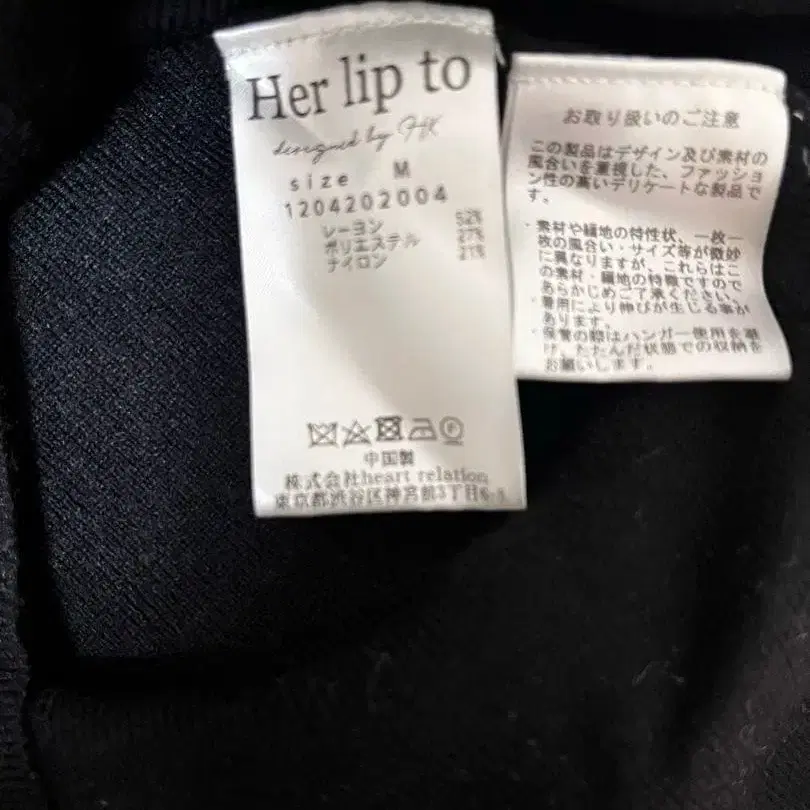 Her lip to
designed by HK
size M
1204202004
レーヨン 52%
ポリエステル 27%
ナイロン 21%
中国製
株式会社heart relation
東京都渋谷区神宮前3丁目6-1
お取り扱いのご注意
この製品はデザイン及び素材の
風合いを重視した、ファッショ
ン性の高いデリケートな製品で
す。
・素材や編地の特性状、一枚一
枚の風合い・サイズ等が微妙
に異なりますが、これらはこ
の素材・編地の特徴ですので
あらかじめご了承ください。
・着用により伸びが生じる事が
あります。
・保管の際はハンガー使用を避
け、たたんだ状態での収納を
お願いします。